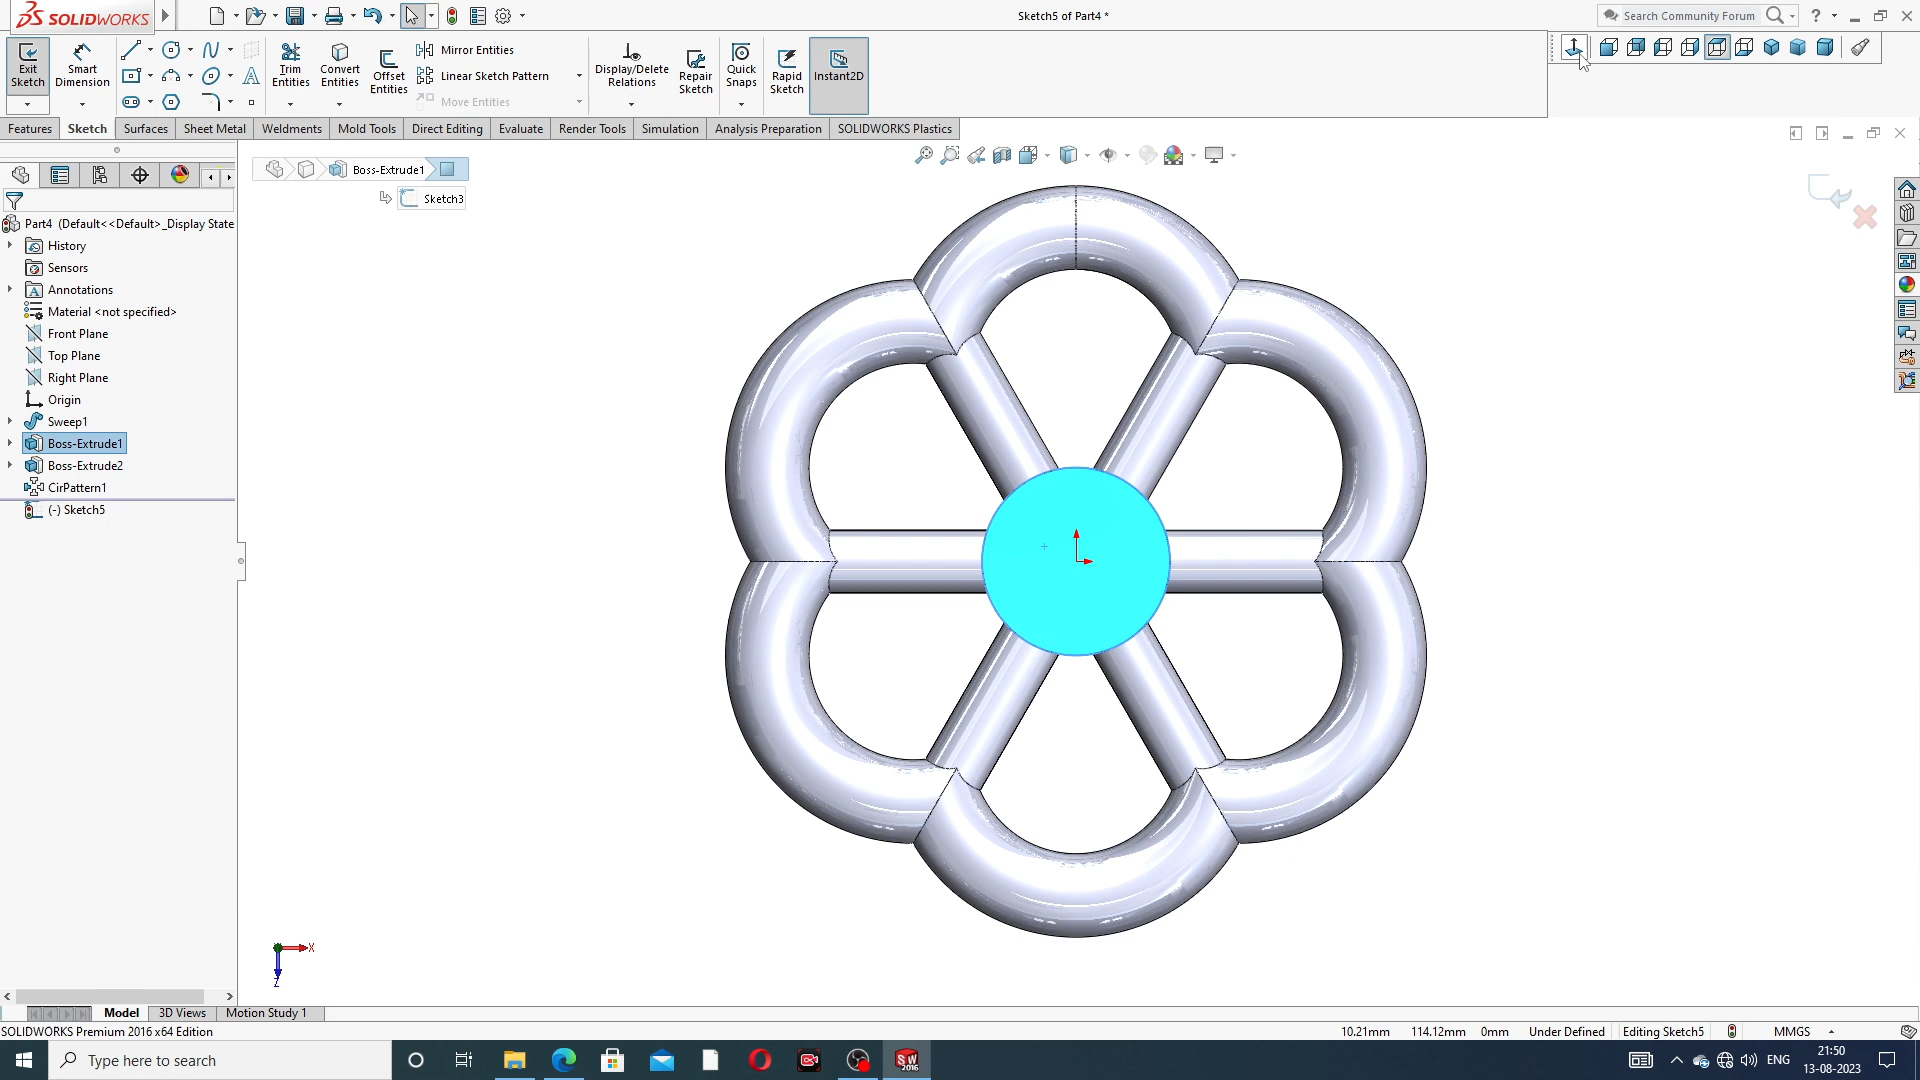 SOLIDWORKS
Sketch5 of Part4 *
Search Community Forum
Exit Sketch
Smart Dimension
Trim Entities
Convert Entities
Offset Entities
Mirror Entities
Linear Sketch Pattern
Move Entities
Display/Delete Relations
Repair Sketch
Quick Snaps
Rapid Sketch
Instant2D
Features
Sketch
Surfaces
Sheet Metal
Weldments
Mold Tools
Direct Editing
Evaluate
Render Tools
Simulation
Analysis Preparation
SOLIDWORKS Plastics
Boss-Extrude1
Sketch3
Part4 (Default<<Default>_Display State
History
Sensors
Annotations
Material <not specified>
Front Plane
Top Plane
Right Plane
Origin
Sweep1
Boss-Extrude1
Boss-Extrude2
CirPattern1
(-) Sketch5
X
Z
Model
3D Views
Motion Study 1
SOLIDWORKS Premium 2016 x64 Edition
10.21mm
114.12mm
0mm
Under Defined
Editing Sketch5
MMGS
Type here to search
SW
2016
ENG
21:50
13-08-2023